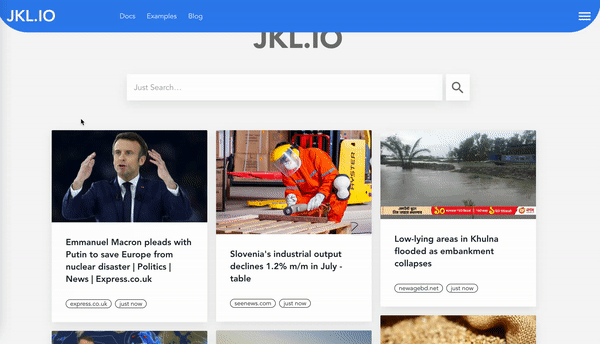 JKL.IO
Docs
Examples
Blog
JKL.IO
Just Search…
Emmanuel Macron pleads with
Putin to save Europe from
nuclear disaster | Politics |
News | Express.co.uk
express.co.uk
just now
HYSTER
Slovenia's industrial output
declines 1.2% m/m in July -
table
seenews.com
just now
Low-lying areas in Khulna
flooded as embankment
collapses
newagebd.net
just now